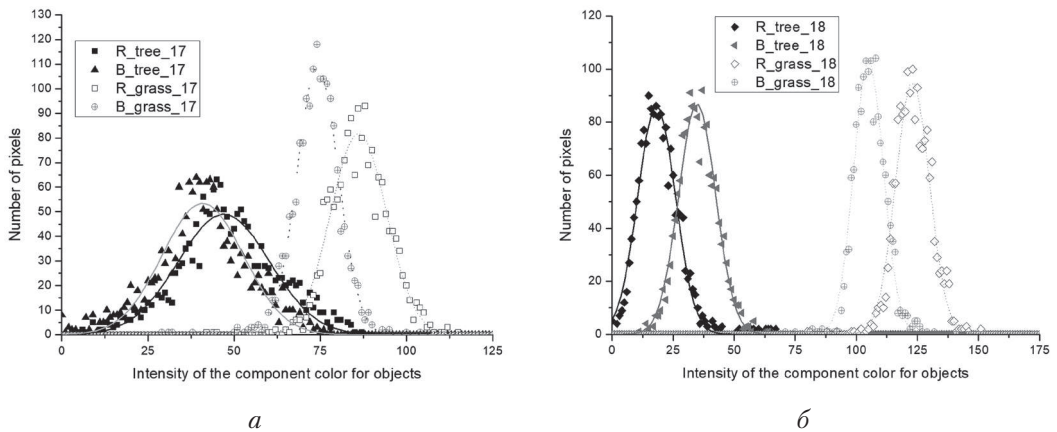 130
120
110
100
90
80
70
60
50
40
30
20
10
0
Number of pixels
R_tree_17
B_tree_17
R_grass_17
B_grass_17
0 25 50 75 100 125
Intensity of the component color for objects
а
120
100
80
60
40
20
0
Number of pixels
R_tree_18
B_tree_18
R_grass_18
B_grass_18
0 25 50 75 100 125 150 175
Intensity of the component color for objects
б